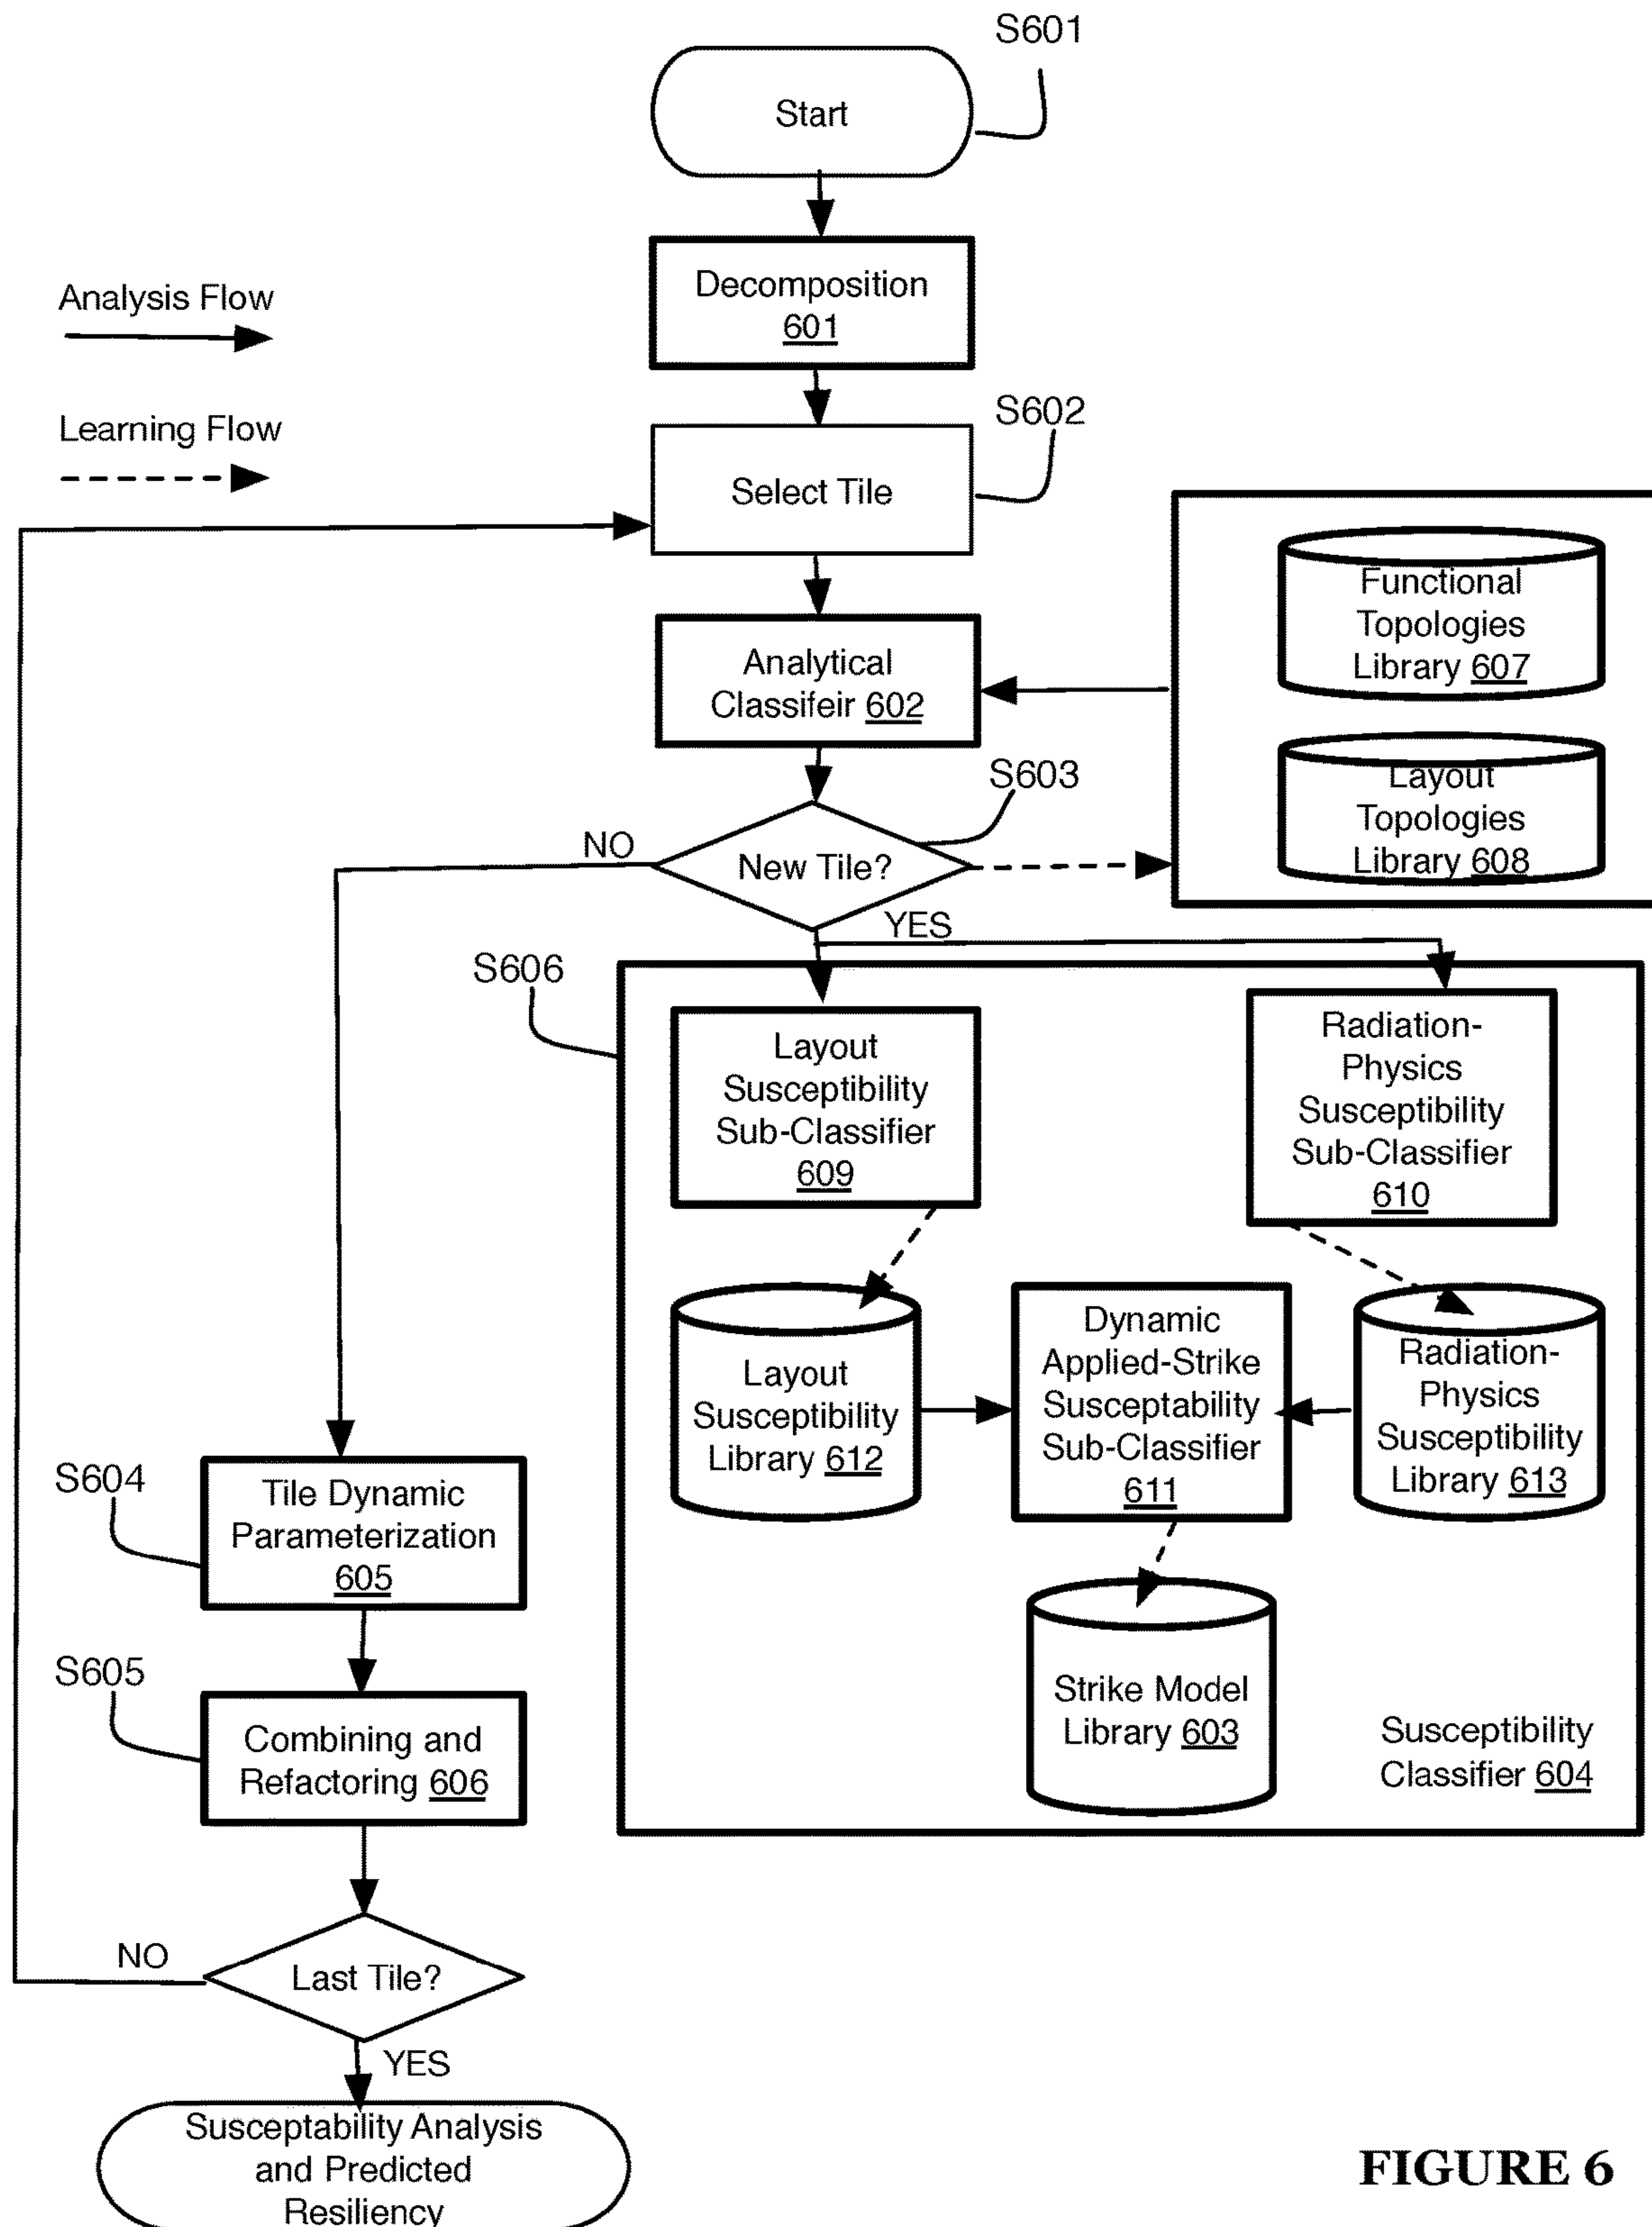 S601
Start
Decomposition
601
Analysis Flow
Learning Flow
S602
Select Tile
Functional
Topologies
Library 607
Analytical
Classifeir 602
Layout
Topologies
Library 608
S603
New Tile?
NO
YES
S606
Layout
Susceptibility
Sub-Classifier
609
Radiation-
Physics
Susceptibility
Sub-Classifier
610
Layout
Susceptibility
Library 612
Dynamic
Applied-Strike
Susceptability
Sub-Classifier
611
Radiation-
Physics
Susceptibility
Library 613
Strike Model
Library 603
Susceptibility
Classifier 604
S604
Tile Dynamic
Parameterization
605
S605
Combining and
Refactoring 606
NO
Last Tile?
YES
Susceptability Analysis
and Predicted
Resiliency
FIGURE 6